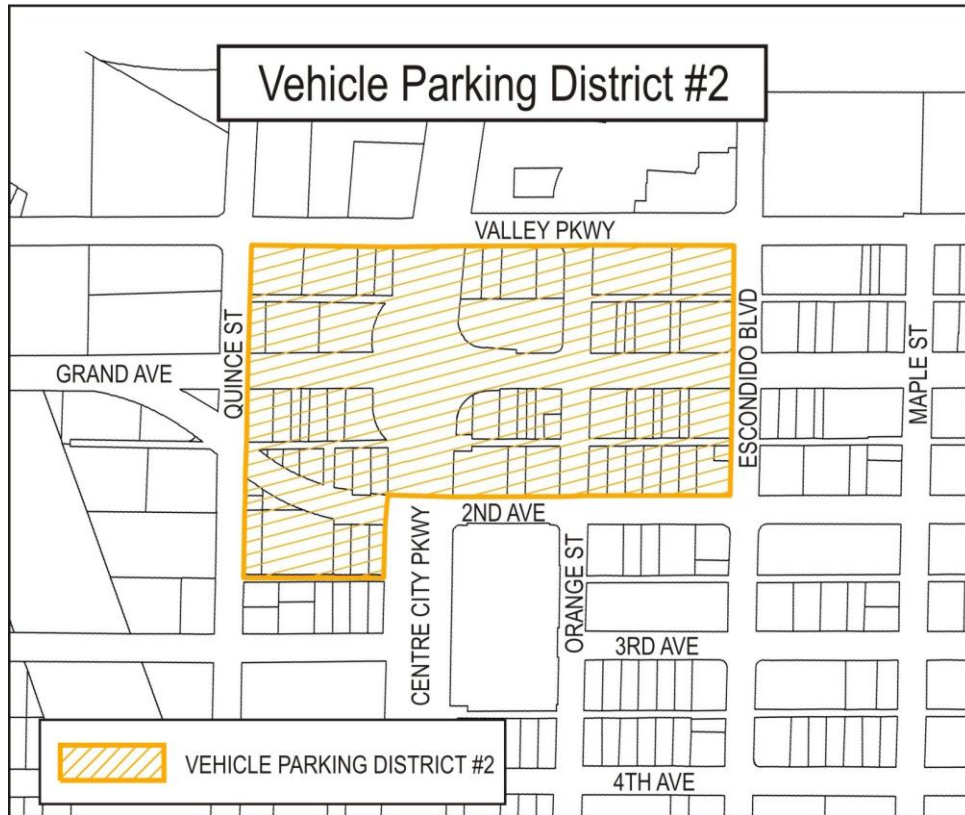 Vehicle Parking District #2
VALLEY PKWY
QUINCE ST
ESCONDIDO BLVD
MAPLE ST
GRAND AVE
2ND AVE
CENTRE CITY PKWY
ORANGE ST
3RD AVE
VEHICLE PARKING DISTRICT #2
4TH AVE